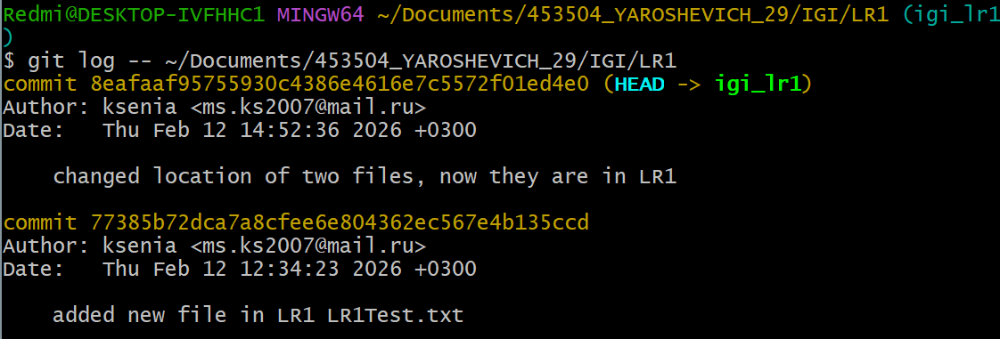 Redmi@DESKTOP-IVFHHC1 MINGW64 ~/Documents/453504_YAROSHEVICH_29/IGI/LR1 (igi_lr1
)
$ git log -- ~/Documents/453504_YAROSHEVICH_29/IGI/LR1
commit 8eafaaf95755930c4386e4616e7c5572f01ed4e0 (HEAD -> igi_lr1)
Author: ksenia <ms.ks2007@mail.ru>
Date:   Thu Feb 12 14:52:36 2026 +0300

    changed location of two files, now they are in LR1

commit 77385b72dca7a8cfee6e804362ec567e4b135ccd
Author: ksenia <ms.ks2007@mail.ru>
Date:   Thu Feb 12 12:34:23 2026 +0300

    added new file in LR1 LR1Test.txt